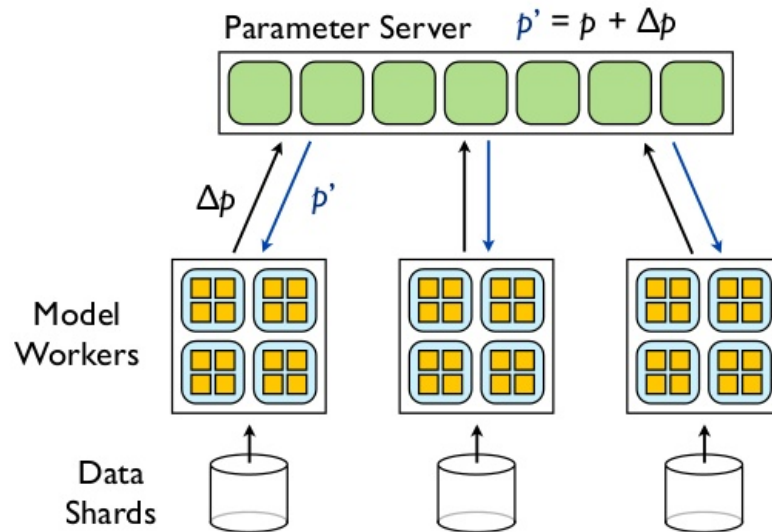 Parameter Server p’ = p + Δp
Δp p’
Model
Workers
Data
Shards